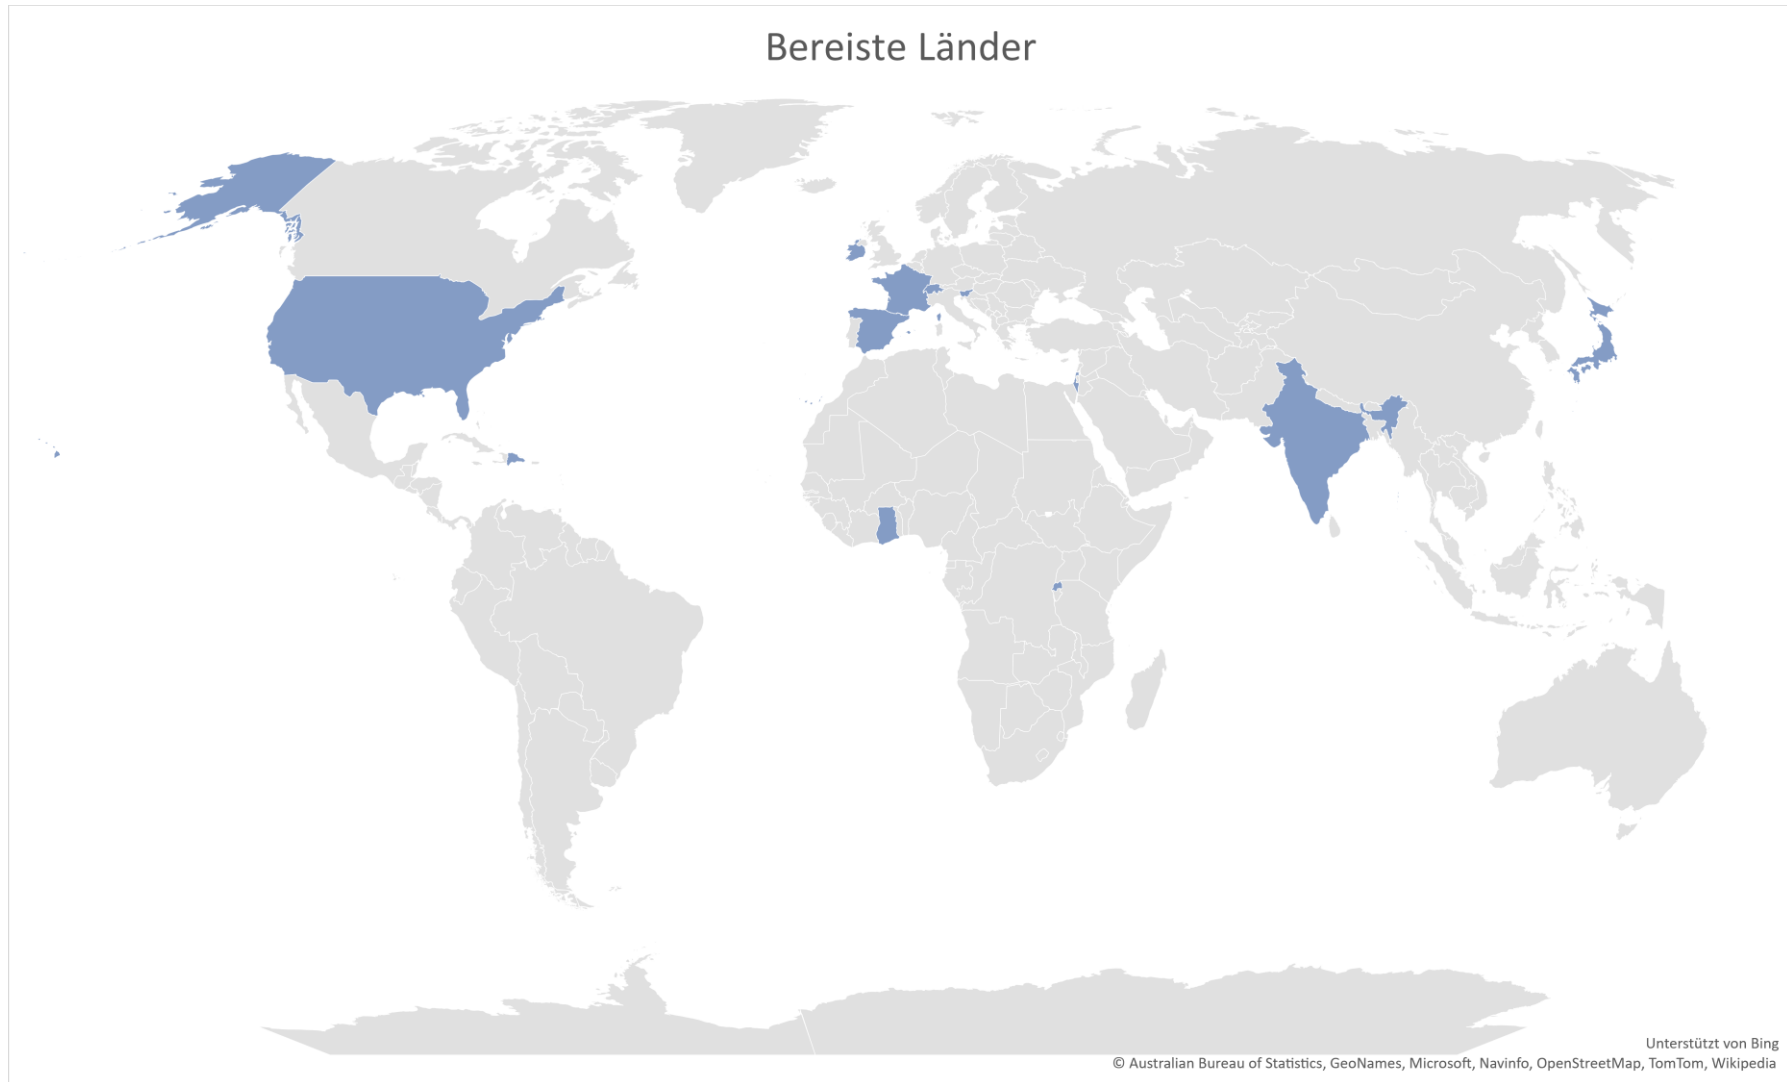 Bereiste Länder
Unterstützt von Bing
© Australian Bureau of Statistics, GeoNames, Microsoft, Navinfo, OpenStreetMap, TomTom, Wikipedia